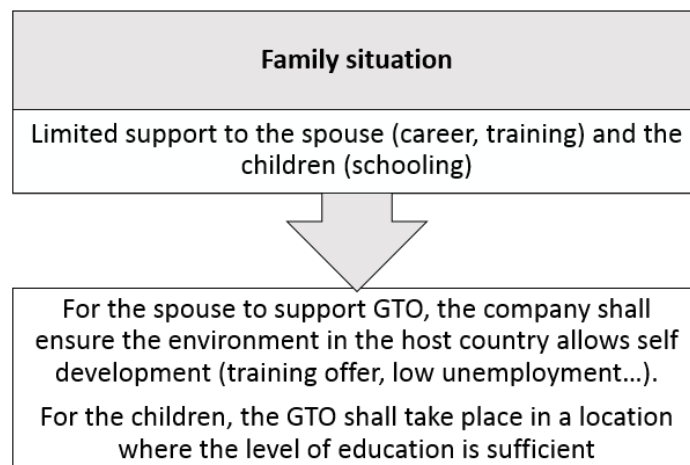 Family situation
Limited support to the spouse (career, training) and the
children (schooling)
For the spouse to support GTO, the company shall
ensure the environment in the host country allows self
development (training offer, low unemployment...).
For the children, the GTO shall take place in a location
where the level of education is sufficient